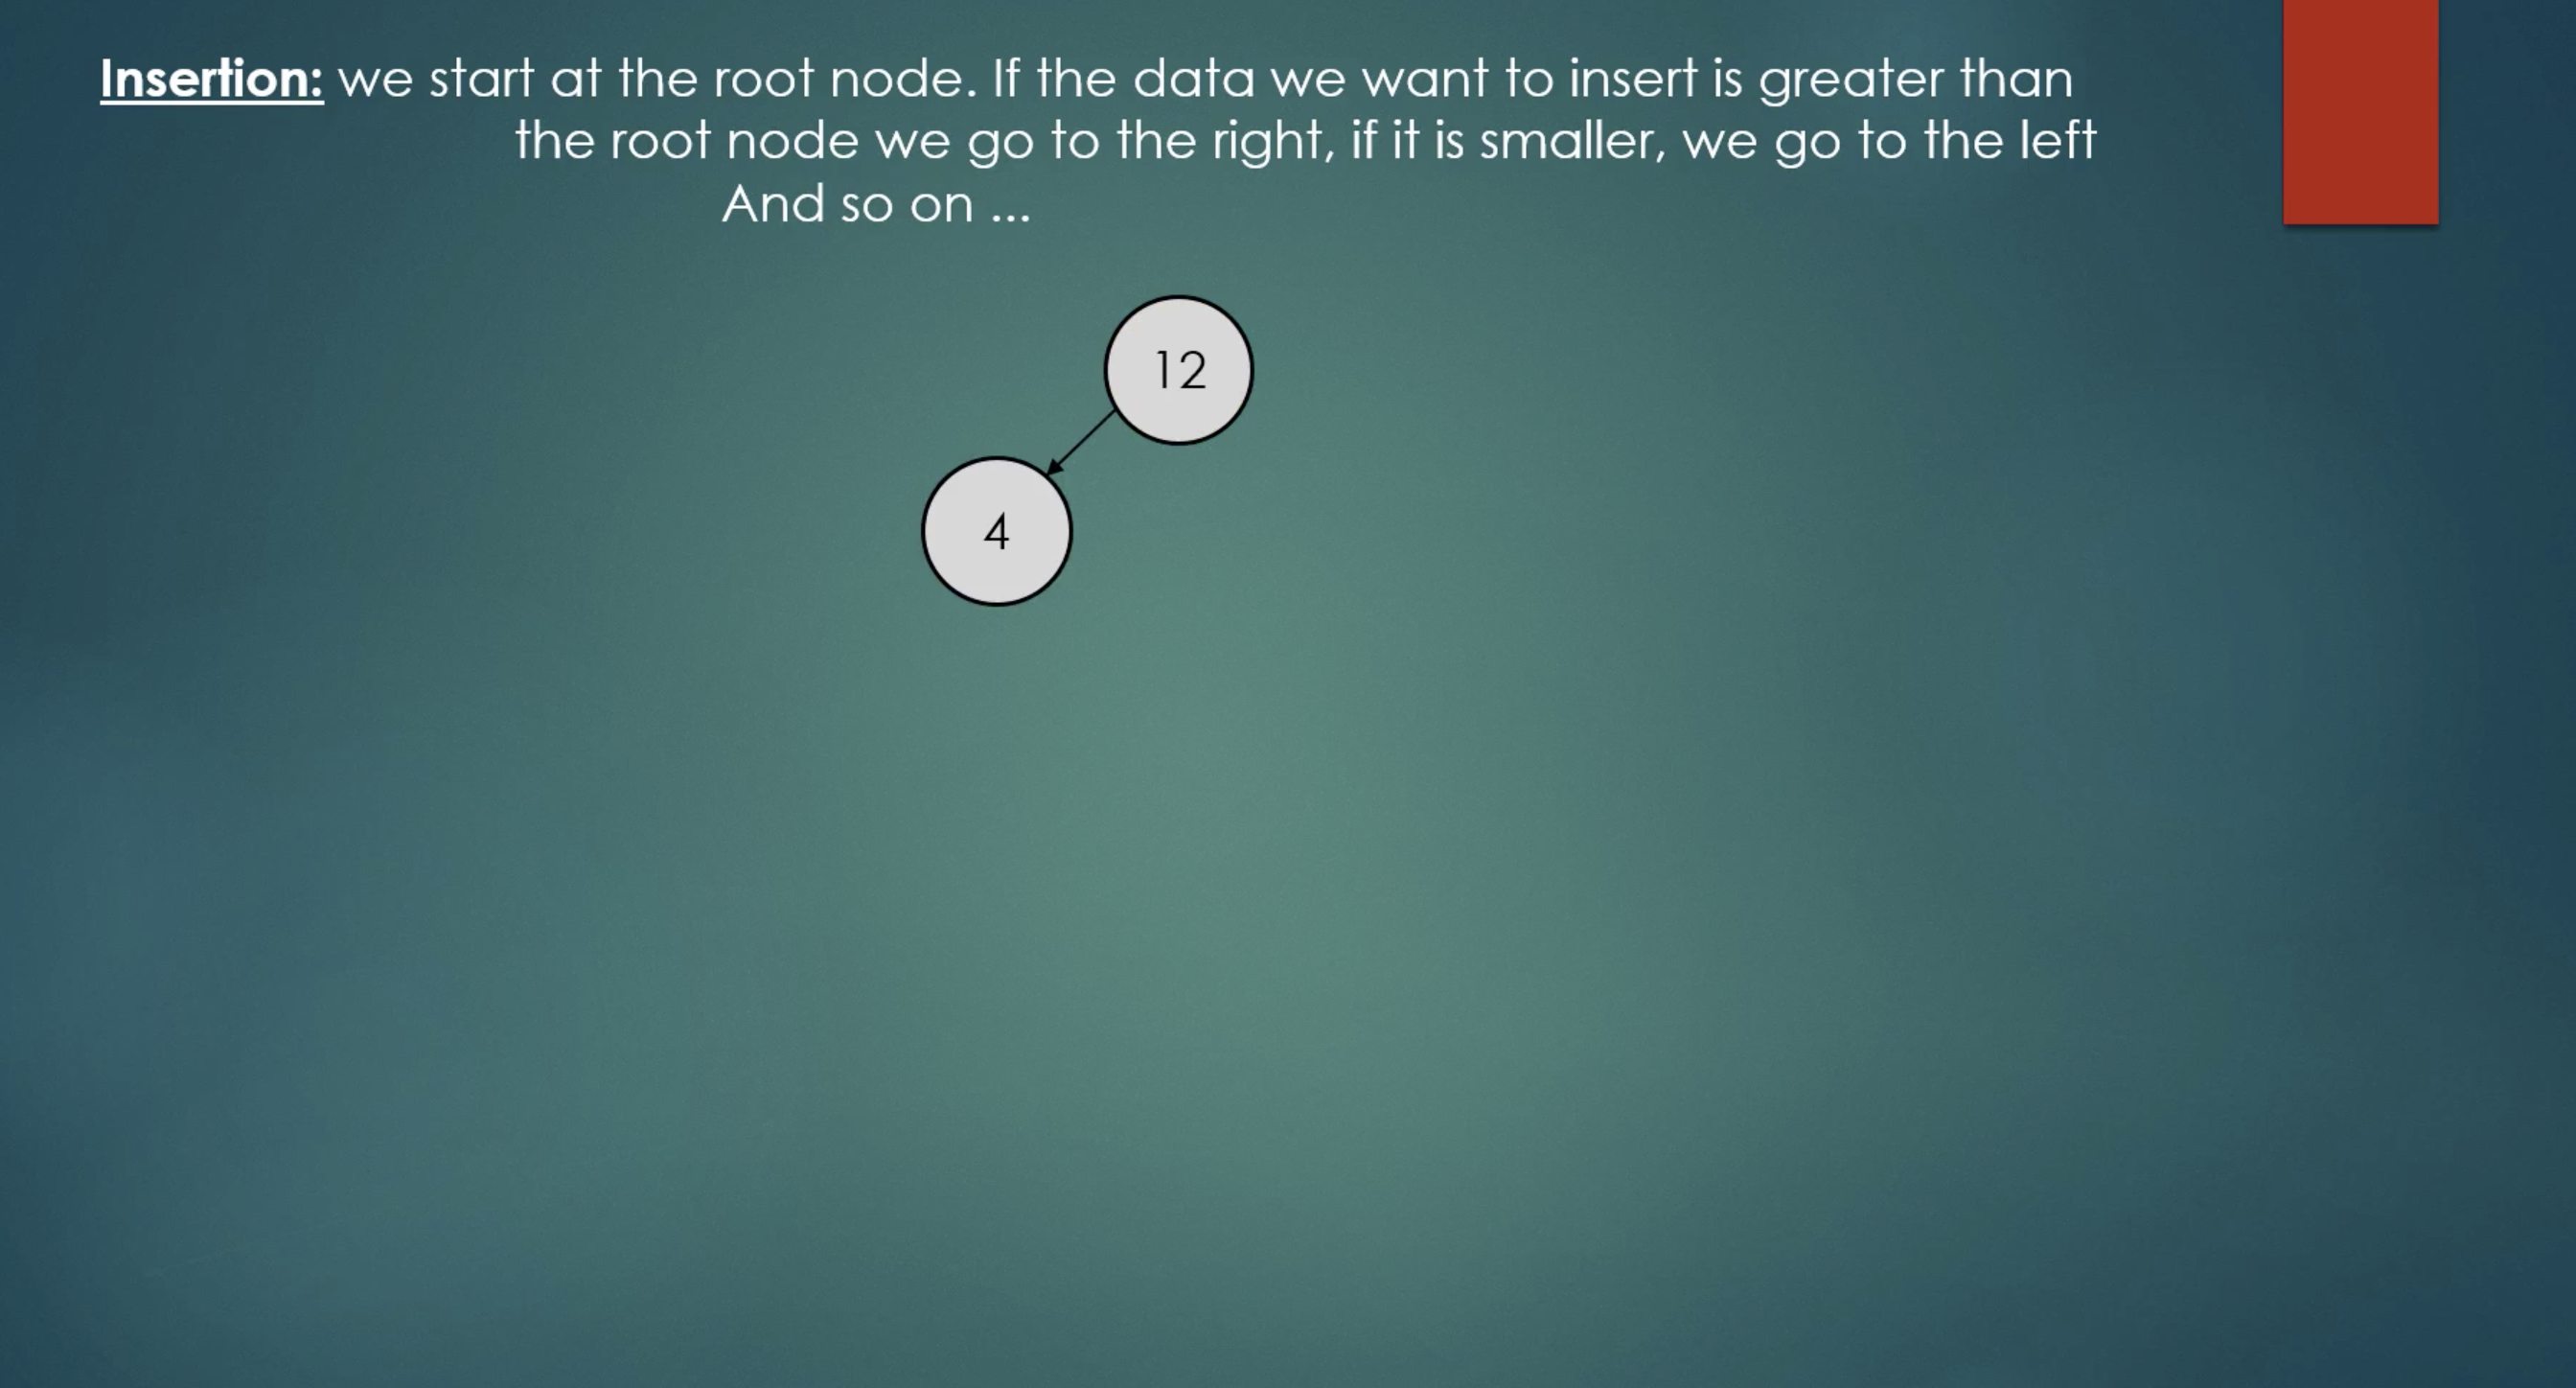 Insertion: we start at the root node. If the data we want to insert is greater than
the root node we go to the right, if it is smaller, we go to the left
And so on ...
12
4